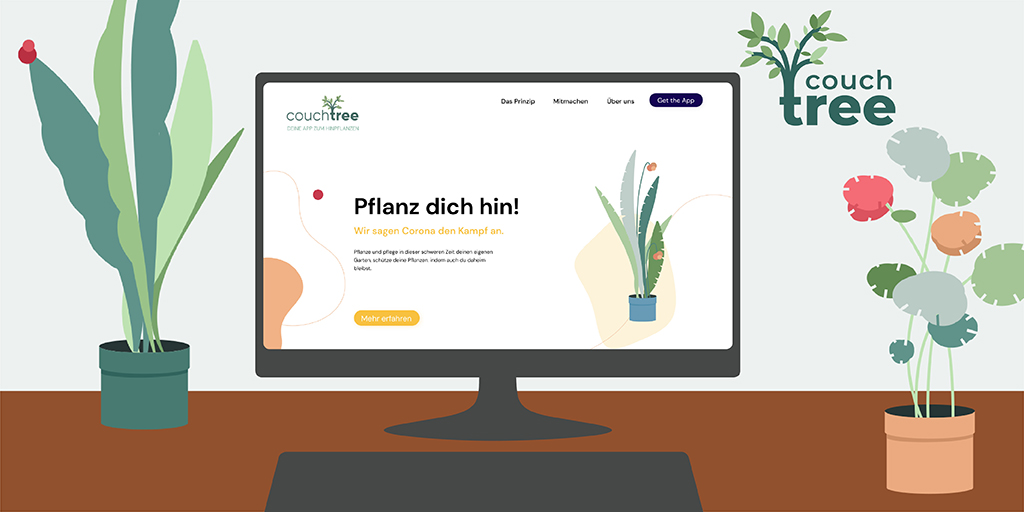 couch
tree
couchtree
DEINE APP ZUM HINPFLANZEN
Das Prinzip Mitmachen Über uns Get the App
Pflanz dich hin!
Wir sagen Corona den Kampf an.
Pflanze und pflege in dieser schweren Zeit deinen eigenen
Garten, schütze deine Pflanzen, indem auch du daheim
bleibst.
Mehr erfahren